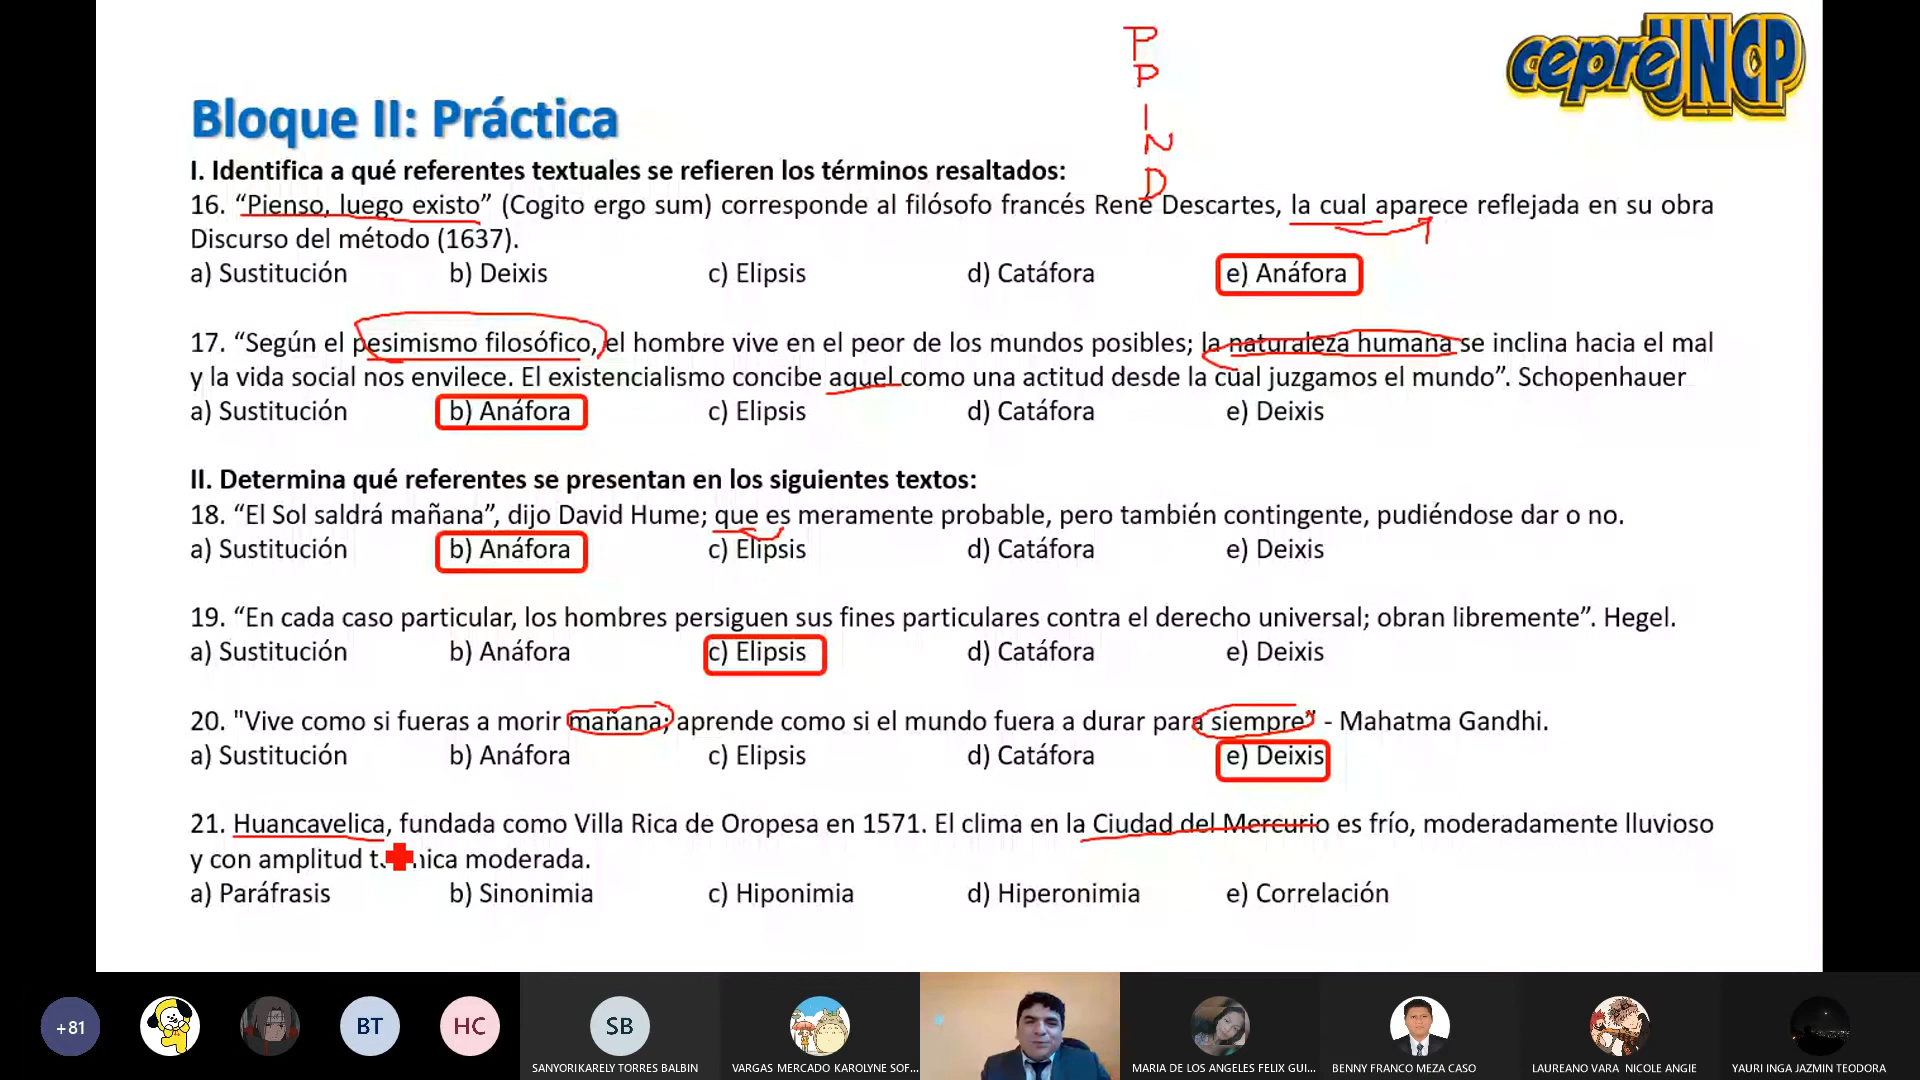 P
P
I
N
D
cepreUNCP
Bloque II: Práctica
I. Identifica a qué referentes textuales se refieren los términos resaltados:
16. “Pienso, luego existo” (Cogito ergo sum) corresponde al filósofo francés René Descartes, la cual aparece reflejada en su obra
Discurso del método (1637).
a) Sustitución b) Deixis c) Elipsis d) Catáfora e) Anáfora
17. “Según el pesimismo filosófico, el hombre vive en el peor de los mundos posibles; la naturaleza humana se inclina hacia el mal
y la vida social nos envilece. El existencialismo concibe aquel como una actitud desde la cual juzgamos el mundo”. Schopenhauer
a) Sustitución b) Anáfora c) Elipsis d) Catáfora e) Deixis
II. Determina qué referentes se presentan en los siguientes textos:
18. “El Sol saldrá mañana”, dijo David Hume; que es meramente probable, pero también contingente, pudiéndose dar o no.
a) Sustitución b) Anáfora c) Elipsis d) Catáfora e) Deixis
19. “En cada caso particular, los hombres persiguen sus fines particulares contra el derecho universal; obran libremente”. Hegel.
a) Sustitución b) Anáfora c) Elipsis d) Catáfora e) Deixis
20. "Vive como si fueras a morir mañana; aprende como si el mundo fuera a durar para siempre” - Mahatma Gandhi.
a) Sustitución b) Anáfora c) Elipsis d) Catáfora e) Deixis
21. Huancavelica, fundada como Villa Rica de Oropesa en 1571. El clima en la Ciudad del Mercurio es frío, moderadamente lluvioso
y con amplitud moderada.
a) Paráfrasis b) Sinonimia c) Hiponimia d) Hiperonimia e) Correlación
+81 BT HC SB
SANYORIKARELY TORRES BALBIN VARGAS MERCADO KAROLYNE SOF... MARIA DE LOS ANGELES FELIX GUI... BENNY FRANCO MEZA CASO LAUREANO VARA NICOLE ANGIE YAURI INGA JAZMIN TEODORA